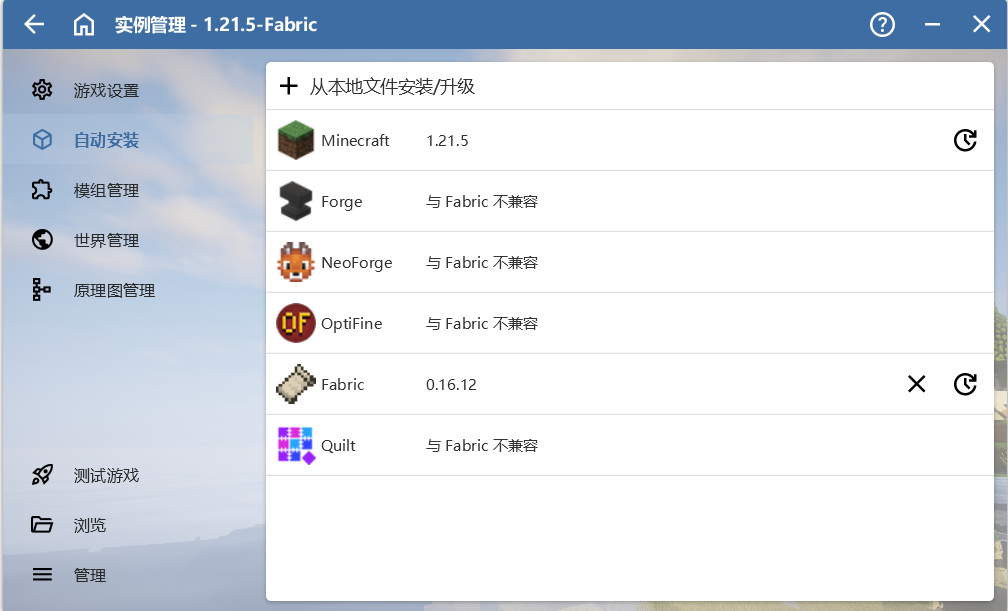 实例管理 - 1.21.5-Fabric
游戏设置
自动安装
模组管理
世界管理
原理图管理
测试游戏
浏览
管理
从本地文件安装/升级
Minecraft 1.21.5
Forge 与 Fabric 不兼容
NeoForge 与 Fabric 不兼容
OF OptiFine 与 Fabric 不兼容
Fabric 0.16.12
Quilt 与 Fabric 不兼容